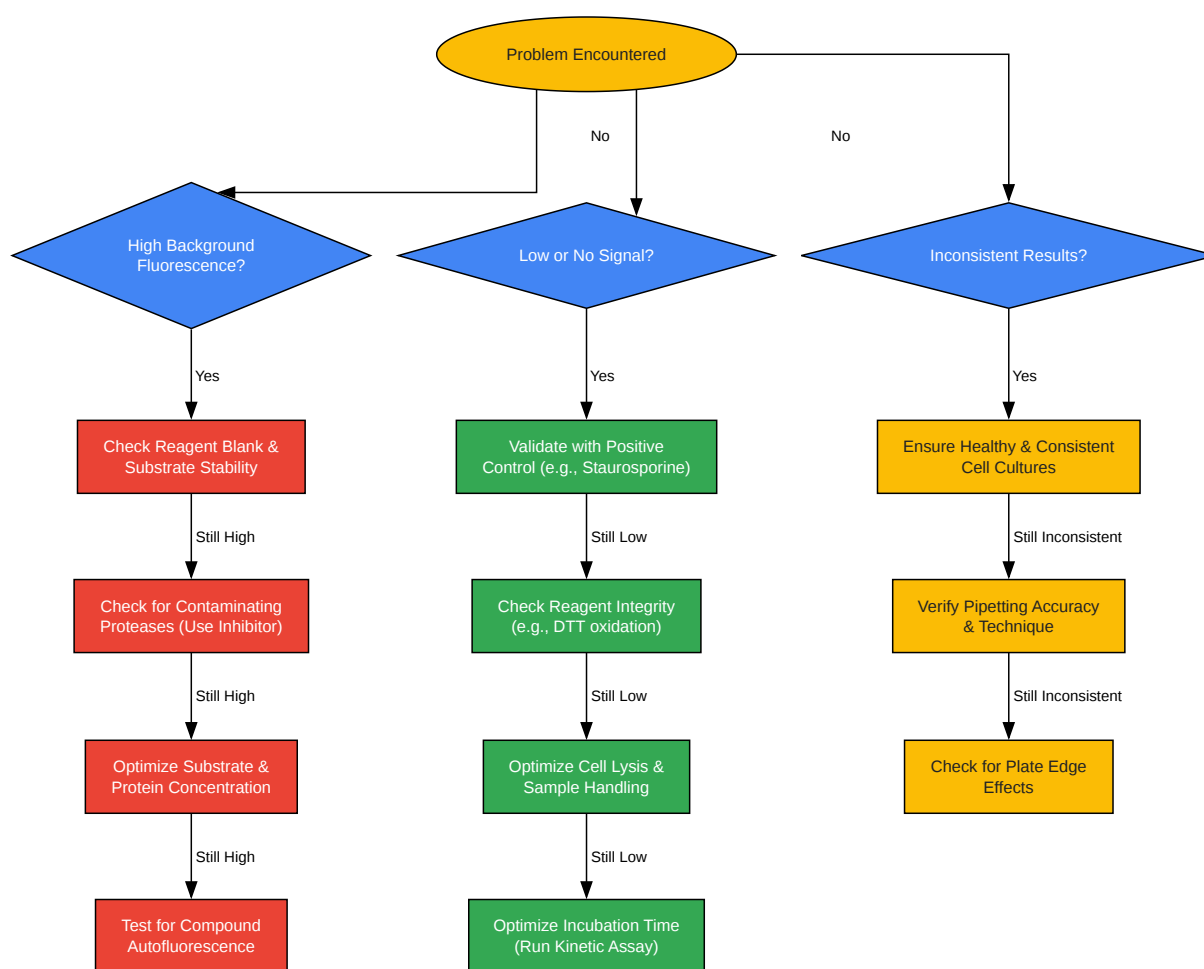 Problem Encountered
No
No
High Background
Fluorescence?
Low or No Signal?
Inconsistent Results?
Yes
Yes
Yes
Check Reagent Blank &
Substrate Stability
Validate with Positive
Control (e.g., Staurosporine)
Ensure Healthy & Consistent
Cell Cultures
Still High
Still Low
Still Inconsistent
Check for Contaminating
Proteases (Use Inhibitor)
Check Reagent Integrity
(e.g., DTT oxidation)
Verify Pipetting Accuracy
& Technique
Still High
Still Low
Still Inconsistent
Optimize Substrate &
Protein Concentration
Optimize Cell Lysis &
Sample Handling
Check for Plate Edge
Effects
Still High
Still Low
Test for Compound
Autofluorescence
Optimize Incubation Time
(Run Kinetic Assay)